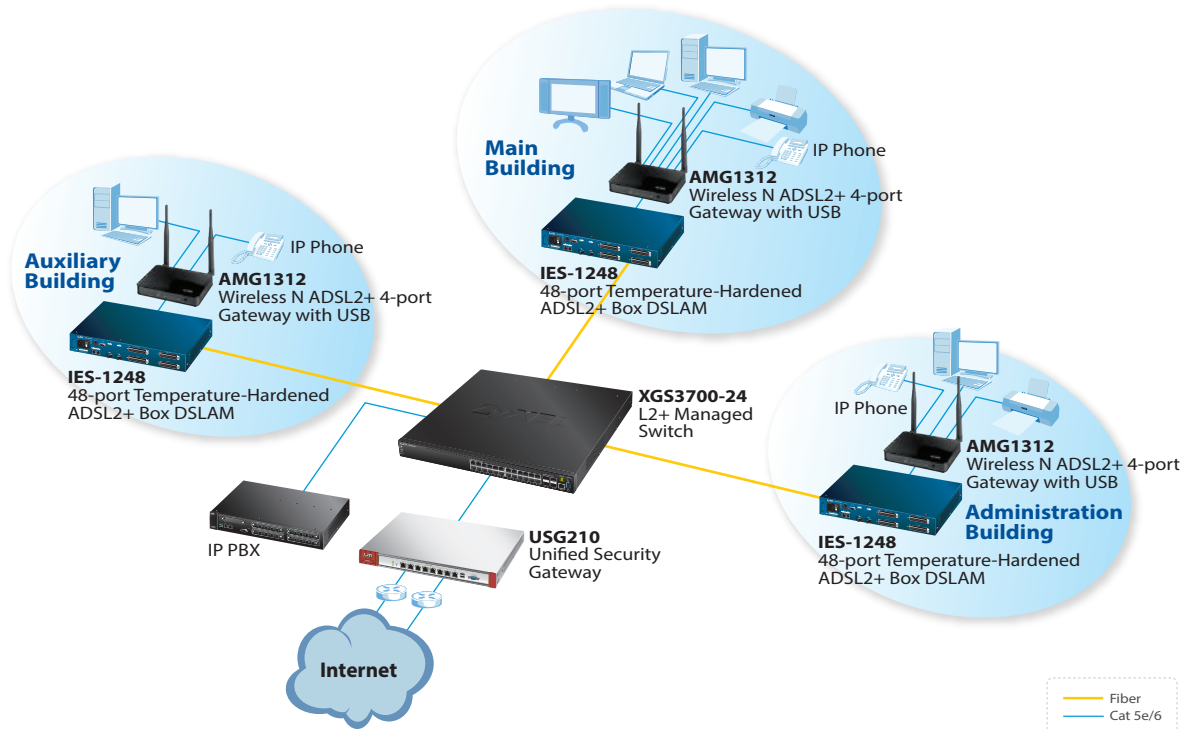 Main
Building
IP Phone
AMG1312
Wireless N ADSL2+ 4-port
Gateway with USB
IES-1248
48-port Temperature-Hardened
ADSL2+ Box DSLAM
Auxiliary
Building
IP Phone
AMG1312
Wireless N ADSL2+ 4-port
Gateway with USB
IES-1248
48-port Temperature-Hardened
ADSL2+ Box DSLAM
XGS3700-24
L2+ Managed
Switch
ZyXEL
IP Phone
AMG1312
Wireless N ADSL2+ 4-port
Gateway with USB
Administration
Building
IES-1248
48-port Temperature-Hardened
ADSL2+ Box DSLAM
IP PBX
USG210
Unified Security
Gateway
Internet
Fiber
Cat 5e/6